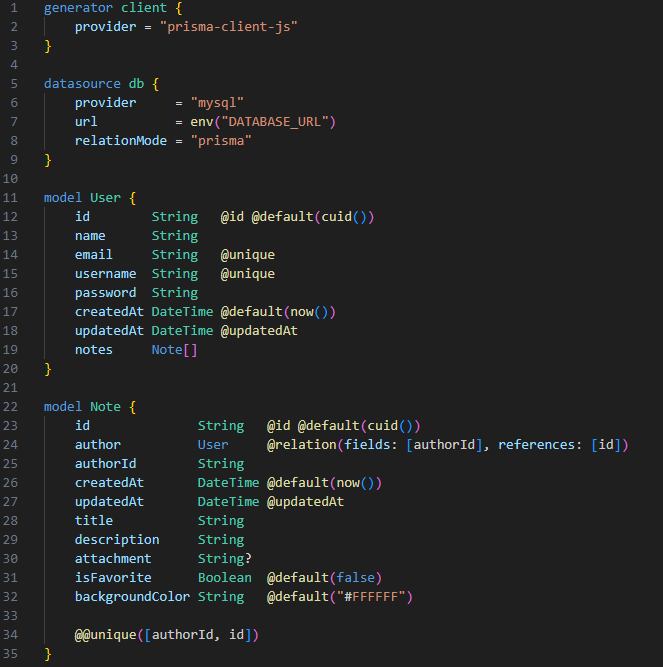 1 generator client {
2     provider = "prisma-client-js"
3 }
4
5 datasource db {
6     provider     = "mysql"
7     url          = env("DATABASE_URL")
8     relationMode = "prisma"
9 }
10
11 model User {
12     id        String   @id @default(cuid())
13     name      String
14     email     String   @unique
15     username  String   @unique
16     password  String
17     createdAt DateTime @default(now())
18     updatedAt DateTime @updatedAt
19     notes     Note[]
20 }
21
22 model Note {
23     id              String   @id @default(cuid())
24     author          User     @relation(fields: [authorId], references: [id])
25     authorId        String
26     createdAt       DateTime @default(now())
27     updatedAt       DateTime @updatedAt
28     title           String
29     description     String
30     attachment      String?
31     isFavorite      Boolean  @default(false)
32     backgroundColor String   @default("#FFFFFF")
33
34     @@unique([authorId, id])
35 }